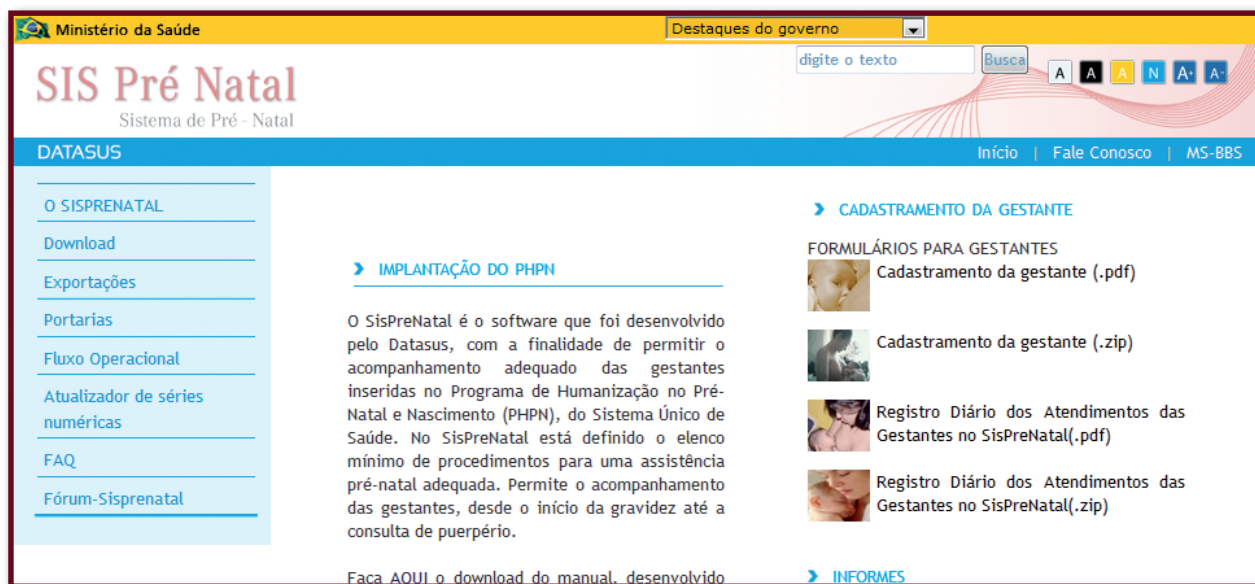 Ministério da Saúde
Destaques do governo
digite o texto
Busca
A A A N A+ A-
SIS Pré Natal
Sistema de Pré - Natal
DATASUS
Início | Fale Conosco | MS-BBS
O SISPRENATAL
Download
Exportações
Portarias
Fluxo Operacional
Atualizador de séries
numéricas
FAQ
Fórum-Sisprenatal
IMPLANTAÇÃO DO PHPN
O SisPreNatal é o software que foi desenvolvido
pelo Datasus, com a finalidade de permitir o
acompanhamento adequado das gestantes
inseridas no Programa de Humanização no Pré-
Natal e Nascimento (PHPN), do Sistema Único de
Saúde. No SisPreNatal está definido o elenco
mínimo de procedimentos para uma assistência
pré-natal adequada. Permite o acompanhamento
das gestantes, desde o início da gravidez até a
consulta de puerpério.
Faça AQUI o download do manual, desenvolvido
CADASTRAMENTO DA GESTANTE
FORMULÁRIOS PARA GESTANTES
Cadastramento da gestante (.pdf)
Cadastramento da gestante (.zip)
Registro Diário dos Atendimentos das
Gestantes no SisPreNatal(.pdf)
Registro Diário dos Atendimentos das
Gestantes no SisPreNatal(.zip)
INFORMES